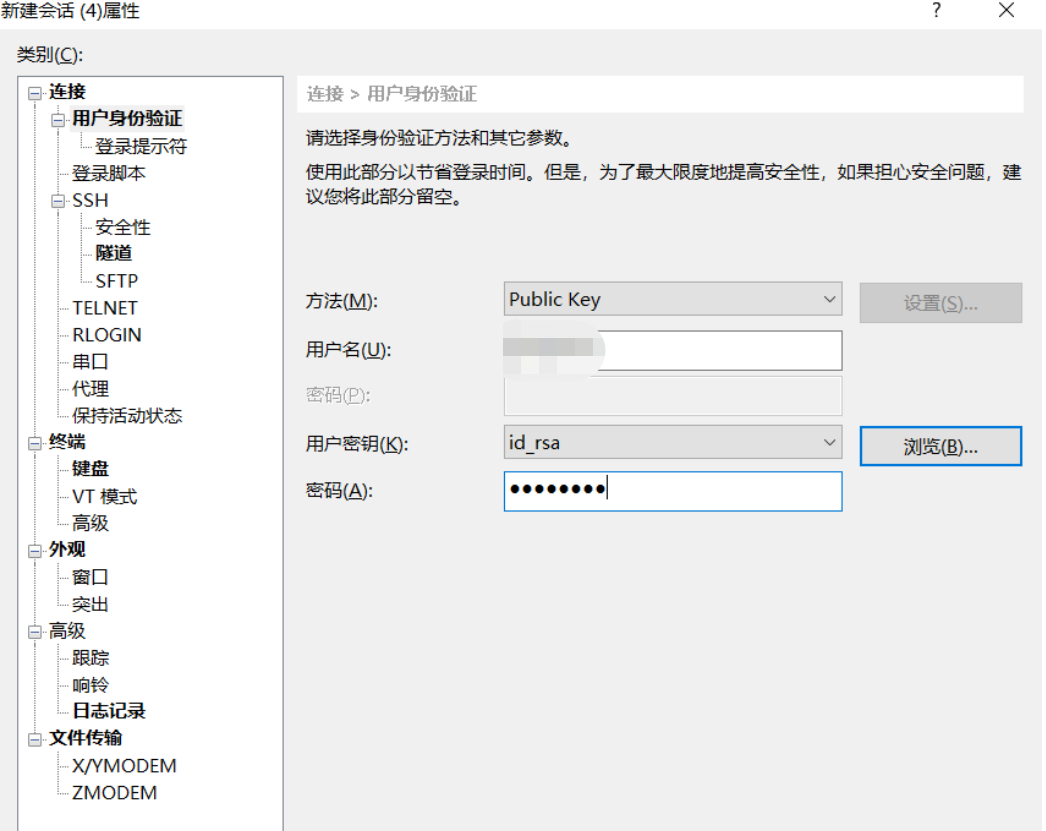 新建会话 (4)属性
?
类别(C):
连接
用户身份验证
登录提示符
登录脚本
SSH
安全性
隧道
SFTP
TELNET
RLOGIN
串口
代理
保持活动状态
终端
键盘
VT 模式
高级
外观
窗口
突出
高级
跟踪
响铃
日志记录
文件传输
X/YMODEM
ZMODEM
连接 > 用户身份验证
请选择身份验证方法和其它参数。
使用此部分以节省登录时间。但是，为了最大限度地提高安全性，如果担心安全问题，建
议您将此部分留空。
方法(M):
Public Key
设置(S)...
用户名(U):
密码(P):
用户密钥(K):
id_rsa
浏览(B)...
密码(A):
●●●●●●●●